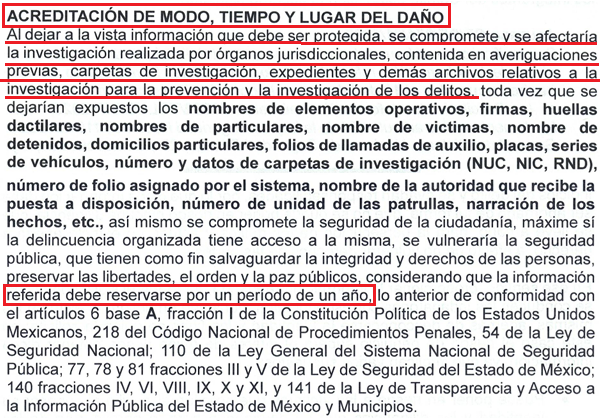 ACREDITACIÓN DE MODO, TIEMPO Y LUGAR DEL DAÑO
Al dejar a la vista información que debe ser protegida, se compromete y se afectaría
la investigación realizada por órganos jurisdiccionales, contenida en averiguaciones
previas, carpetas de investigación, expedientes y demás archivos relativos a la
investigación para la prevención y la investigación de los delitos, toda vez que se
dejarían expuestos los nombres de elementos operativos, firmas, huellas
dactilares, nombres de particulares, nombre de victimas, nombre de
detenidos, domicilios particulares, folios de llamadas de auxilio, placas, series
de vehículos, número y datos de carpetas de investigación (NUC, NIC, RND),
número de folio asignado por el sistema, nombre de la autoridad que recibe la
puesta a disposición, número de unidad de las patrullas, narración de los
hechos, etc., así mismo se compromete la seguridad de la ciudadanía, máxime sí
la delincuencia organizada tiene acceso a la misma, se vulneraría la seguridad
pública, que tienen como fin salvaguardar la integridad y derechos de las personas,
preservar las libertades, el orden y la paz públicos, considerando que la información
referida debe reservarse por un período de un año, lo anterior de conformidad con
el artículos 6 base A, fracción I de la Constitución Política de los Estados Unidos
Mexicanos, 218 del Código Nacional de Procedimientos Penales, 54 de la Ley de
Seguridad Nacional; 110 de la Ley General del Sistema Nacional de Seguridad
Pública; 77, 78 y 81 fracciones III y V de la Ley de Seguridad del Estado de México;
140 fracciones IV, VI, VIII, IX, X y XI, y 141 de la Ley de Transparencia y Acceso a
la Información Pública del Estado de México y Municipios.